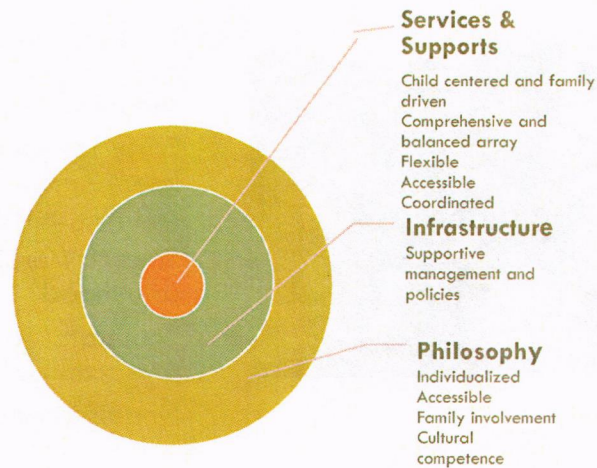 Services &
Supports
Child centered and family
driven
Comprehensive and
balanced array
Flexible
Accessible
Coordinated
Infrastructure
Supportive
management and
policies
Philosophy
Individualized
Accessible
Family involvement
Cultural
competence